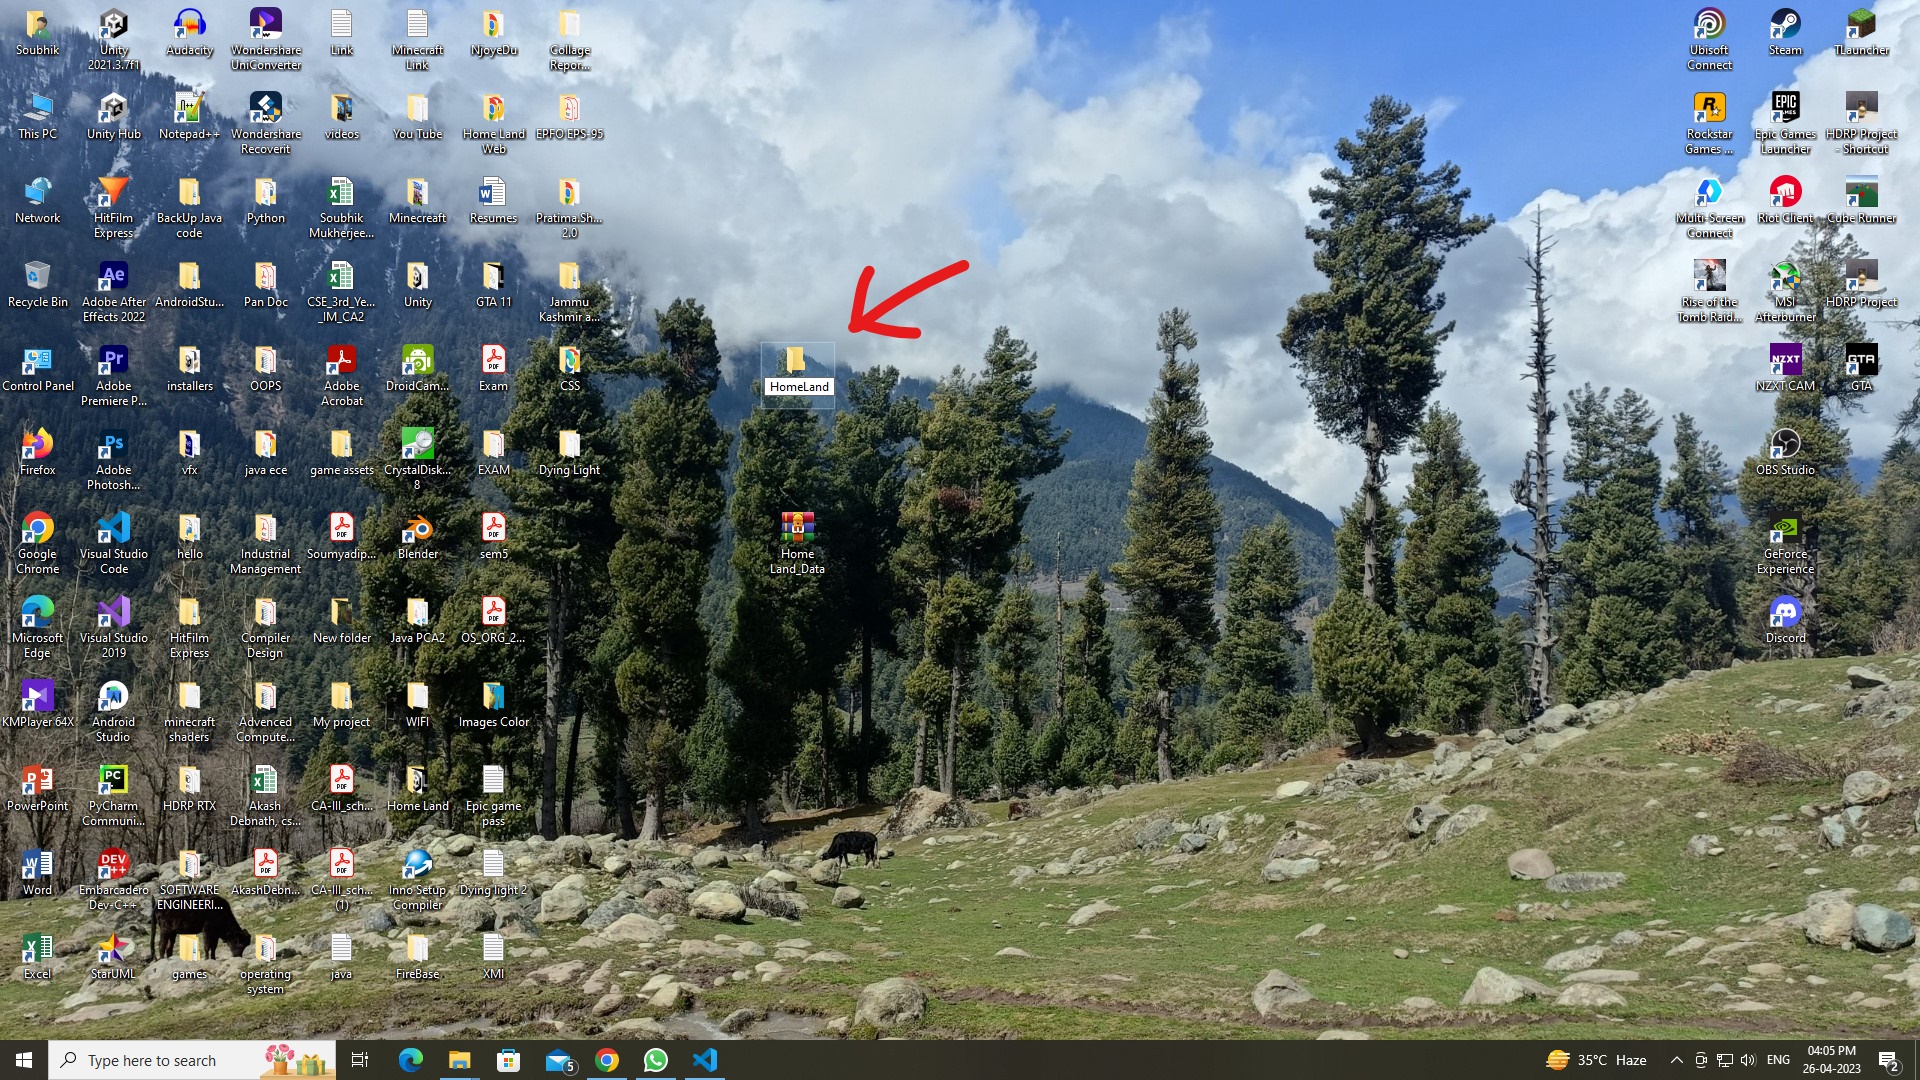 Soubhik
Unity
2021.3.7f1
Audacity
Wondershare
UniConverter
Link
Minecraft
Link
NjoyeDu
Collage
Repor...
Ubisoft
Connect
Steam
TLauncher
This PC
Unity Hub
Notepad++
Wondershare
Recoverit
videos
You Tube
Home Land
Web
EPFO EPS-95
Rockstar
Games ...
Epic Games
Launcher
HDRP Project
- Shortcut
Network
HitFilm
Express
BackUp Java
code
Python
Soubhik
Mukherjee...
Minecreaft
Resumes
Pratima.Sh...
2.0
Multi-Screen
Connect
Riot Client
Cube Runner
Recycle Bin
Adobe After
Effects 2022
AndroidStu...
Pan Doc
CSE_3rd_Ye...
_IM_CA2
Unity
GTA 11
Jammu
Kashmir a...
Rise of the
Tomb Raid...
MSI
Afterburner
HDRP Project
Control Panel
Adobe
Premiere P...
installers
OOPS
Adobe
Acrobat
DroidCam...
Exam
CSS
HomeLand
NZXT CAM
GTA
Firefox
Adobe
Photosh...
vfx
java ece
game assets
CrystalDisk...
8
EXAM
Dying Light
OBS Studio
Google
Chrome
Visual Studio
Code
hello
Industrial
Management
Soumyadip...
Blender
sem5
Home
Land_Data
GeForce
Experience
Microsoft
Edge
Visual Studio
2019
HitFilm
Express
Compiler
Design
New folder
Java PCA2
OS_ORG_2...
Discord
KMPlayer 64X
Android
Studio
minecraft
shaders
Advanced
Compute...
My project
WIFI
Images Color
PowerPoint
PyCharm
Communi...
HDRP RTX
Akash
Debnath, cs...
CA-III_sch...
Home Land
Epic game
pass
Word
Embarcadero
Dev-C++
SOFTWARE
ENGINEERI...
AkashDebn...
CA-III_sch...
(1)
Inno Setup
Compiler
Dying light 2
Excel
StarUML
games
operating
system
java
FireBase
XMI
Type here to search
5
35°C Haze
ENG
04:05 PM
26-04-2023
2